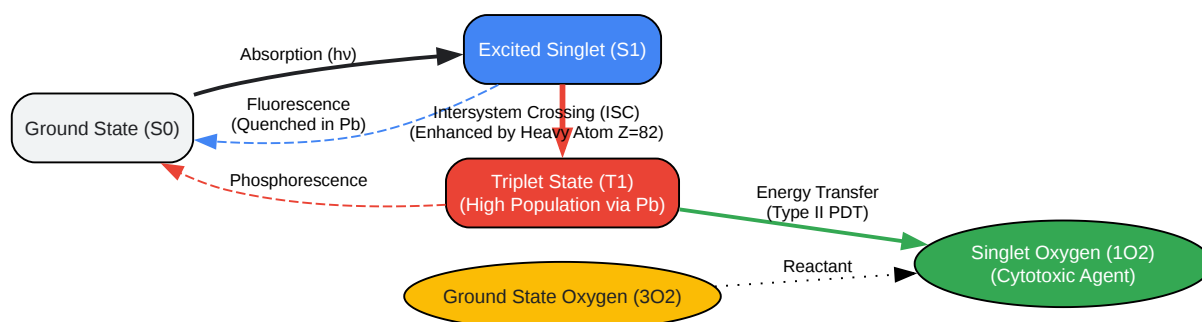 Absorption (hν)
Excited Singlet (S1)
Ground State (S0)
Fluorescence
(Quenched in Pb)
Intersystem Crossing (ISC)
(Enhanced by Heavy Atom Z=82)
Phosphorescence
Triplet State (T1)
(High Population via Pb)
Energy Transfer
(Type II PDT)
Singlet Oxygen (1O2)
(Cytotoxic Agent)
Reactant
Ground State Oxygen (3O2)